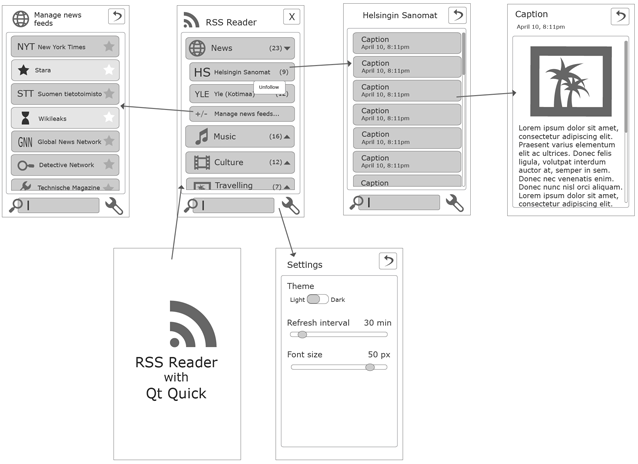 Manage news
feeds
NYT New York Times
Stara
STT Suomen tietotoimisto
Wikileaks
GNN Global News Network
Detective Network
Technische Magazine
RSS Reader
X
News (23)
HS Helsingin Sanomat (9)
Unfollow
YLE Yle (Kotimaa)
+/- Manage news feeds...
Music (16)
Culture (12)
Travelling (7)
Helsingin Sanomat
Caption
April 10, 8:11pm
Caption
April 10, 8:11pm
Caption
April 10, 8:11pm
Caption
April 10, 8:11pm
Caption
April 10, 8:11pm
Caption
April 10, 8:11pm
Caption
Caption
April 10, 8:11pm
Lorem ipsum dolor sit amet,
consectetur adipiscing elit.
Praesent varius elementum
elit ac ultrices. Donec felis
ligula, volutpat interdum
auctor at, semper in sem.
Donec nec venenatis enim.
Donec nunc nisl orci aliquam.
Lorem ipsum dolor sit amet,
consectetur adipiscing elit.
RSS Reader
with
Qt Quick
Settings
Theme
Light Dark
Refresh interval 30 min
Font size 50 px